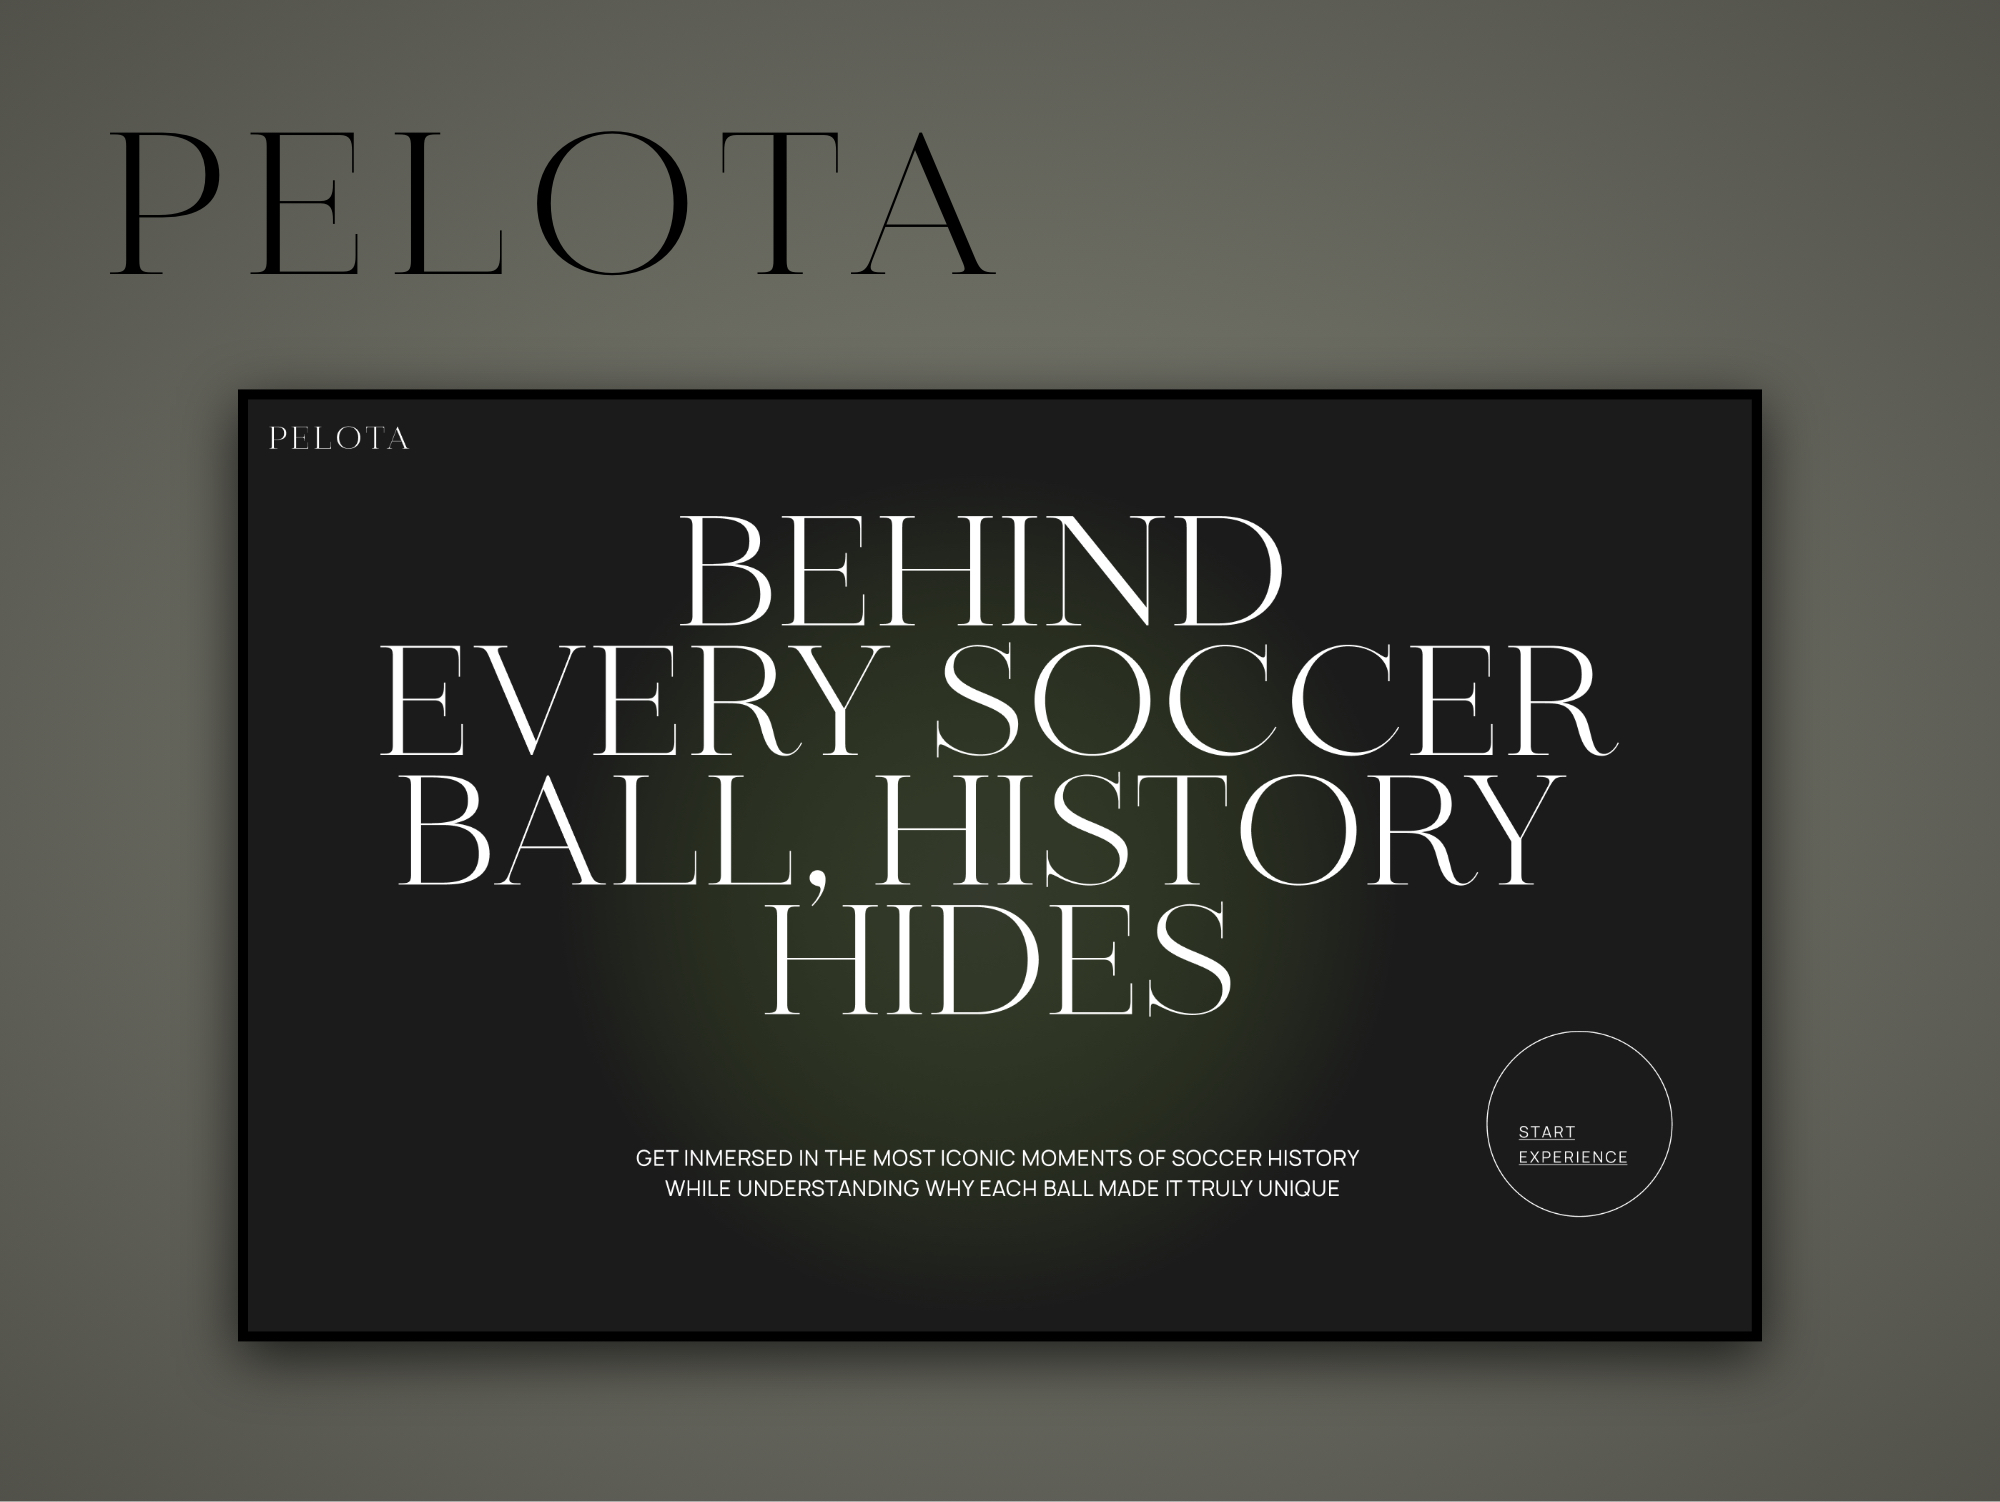 PELOTA
PELOTA
BEHIND
EVERY SOCCER
BALL, HISTORY
HIDES
GET INMERSED IN THE MOST ICONIC MOMENTS OF SOCCER HISTORY
WHILE UNDERSTANDING WHY EACH BALL MADE IT TRULY UNIQUE
START
EXPERIENCE